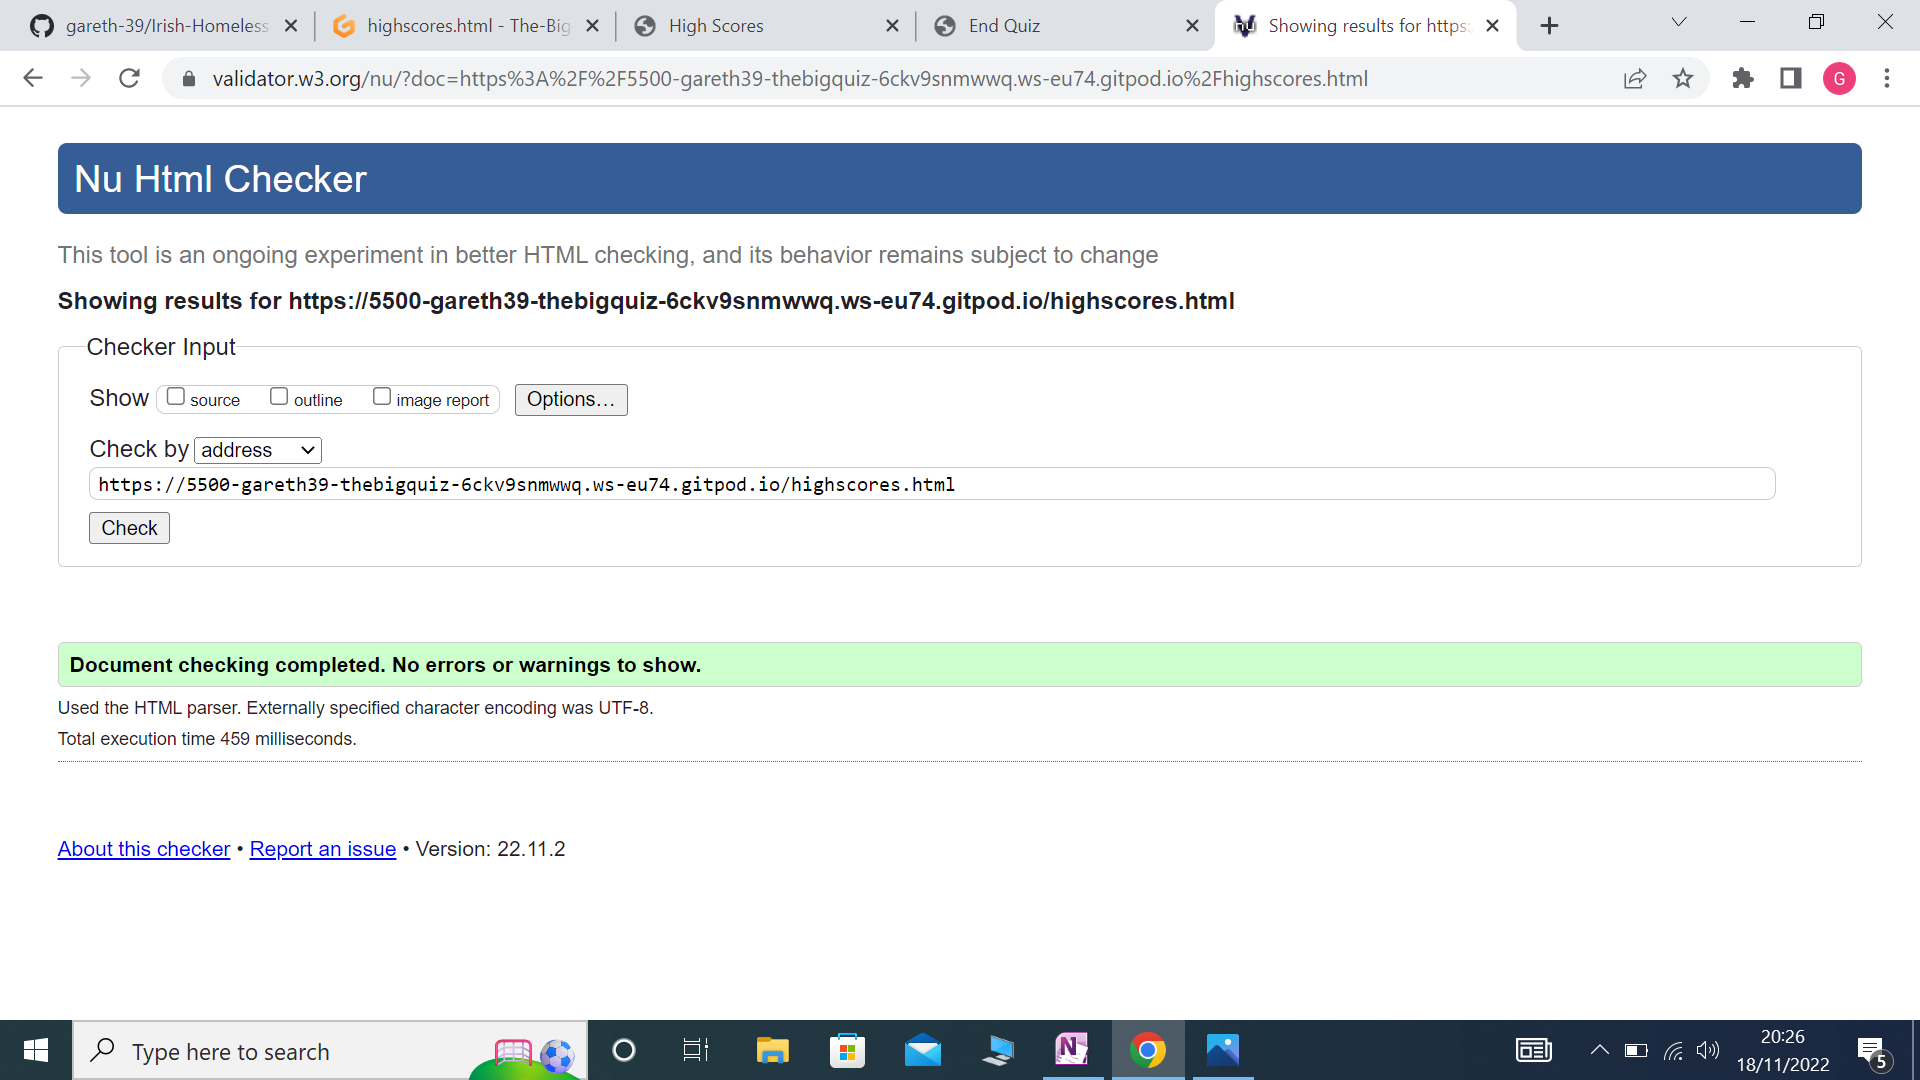 gareth-39/Irish-Homeless
highscores.html - The-Big
High Scores
End Quiz
Showing results for https:
validator.w3.org/nu/?doc=https%3A%2F%2F5500-gareth39-thebigquiz-6ckv9snmwwq.ws-eu74.gitpod.io%2Fhighscores.html
G
Nu Html Checker
This tool is an ongoing experiment in better HTML checking, and its behavior remains subject to change
Showing results for https://5500-gareth39-thebigquiz-6ckv9snmwwq.ws-eu74.gitpod.io/highscores.html
Checker Input
Show source outline image report Options...
Check by address
https://5500-gareth39-thebigquiz-6ckv9snmwwq.ws-eu74.gitpod.io/highscores.html
Check
Document checking completed. No errors or warnings to show.
Used the HTML parser. Externally specified character encoding was UTF-8.
Total execution time 459 milliseconds.
About this checker • Report an issue • Version: 22.11.2
Type here to search
N
20:26
18/11/2022
5